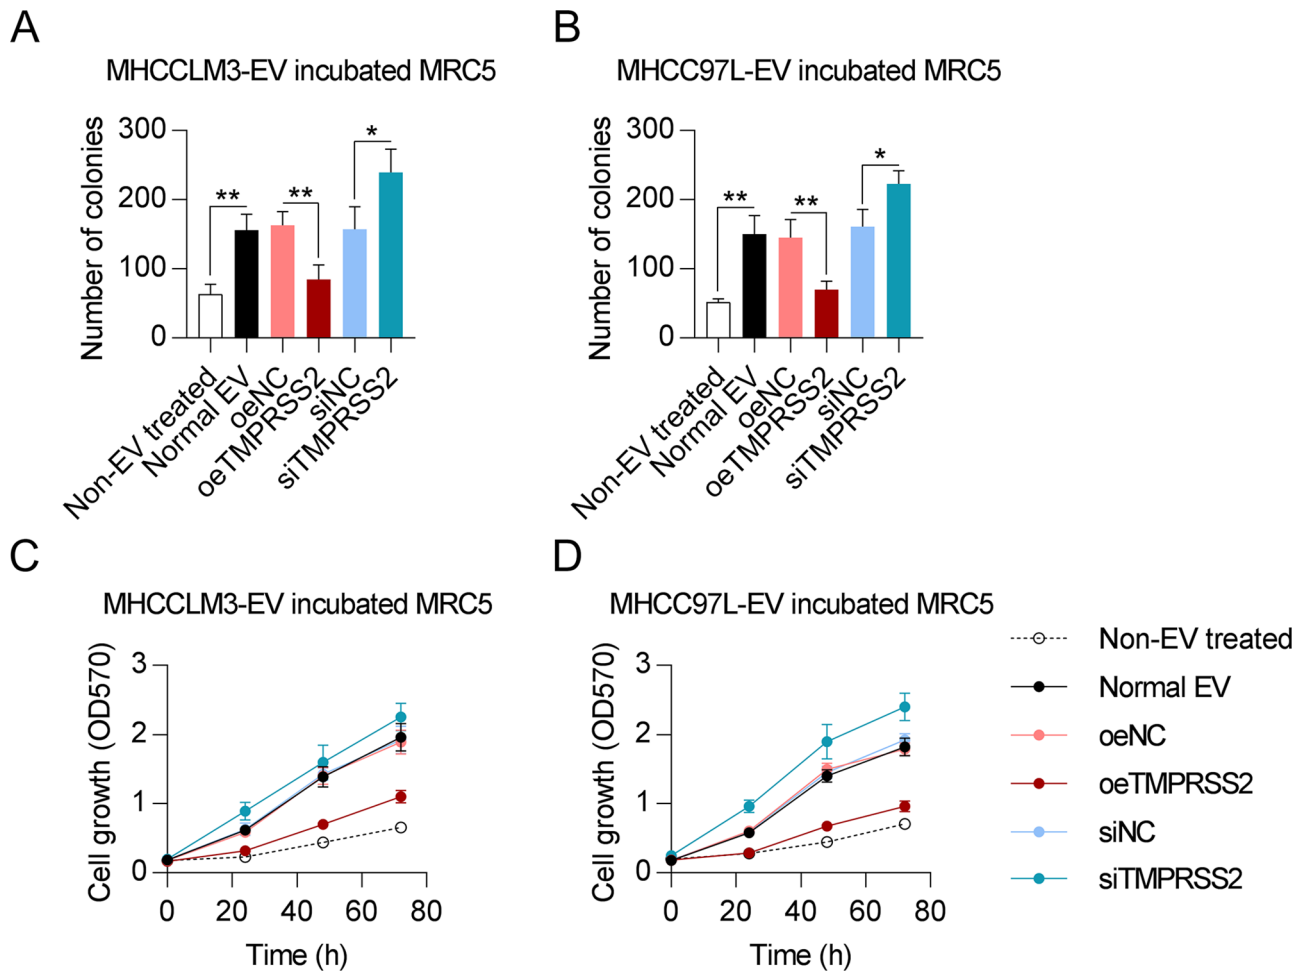 A
MHCCLM3-EV incubated MRC5
Number of colonies
300
200
100
0
**
**
*
Non-EV treated
Normal EV
oeNC
oeTMPRSS2
siNC
siTMPRSS2
B
MHCC97L-EV incubated MRC5
Number of colonies
300
200
100
0
**
**
*
Non-EV treated
Normal EV
oeNC
oeTMPRSS2
siNC
siTMPRSS2
C
MHCCLM3-EV incubated MRC5
Cell growth (OD570)
3
2
1
0
0 20 40 60 80
Time (h)
D
MHCC97L-EV incubated MRC5
Cell growth (OD570)
3
2
1
0
0 20 40 60 80
Time (h)
Non-EV treated
Normal EV
oeNC
oeTMPRSS2
siNC
siTMPRSS2